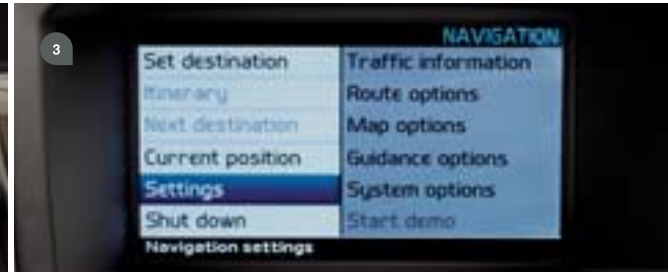 3
NAVIGATION
Set destination
Itinerary
Next destination
Current position
Settings
Shut down
Traffic information
Route options
Map options
Guidance options
System options
Start demo
Navigation settings